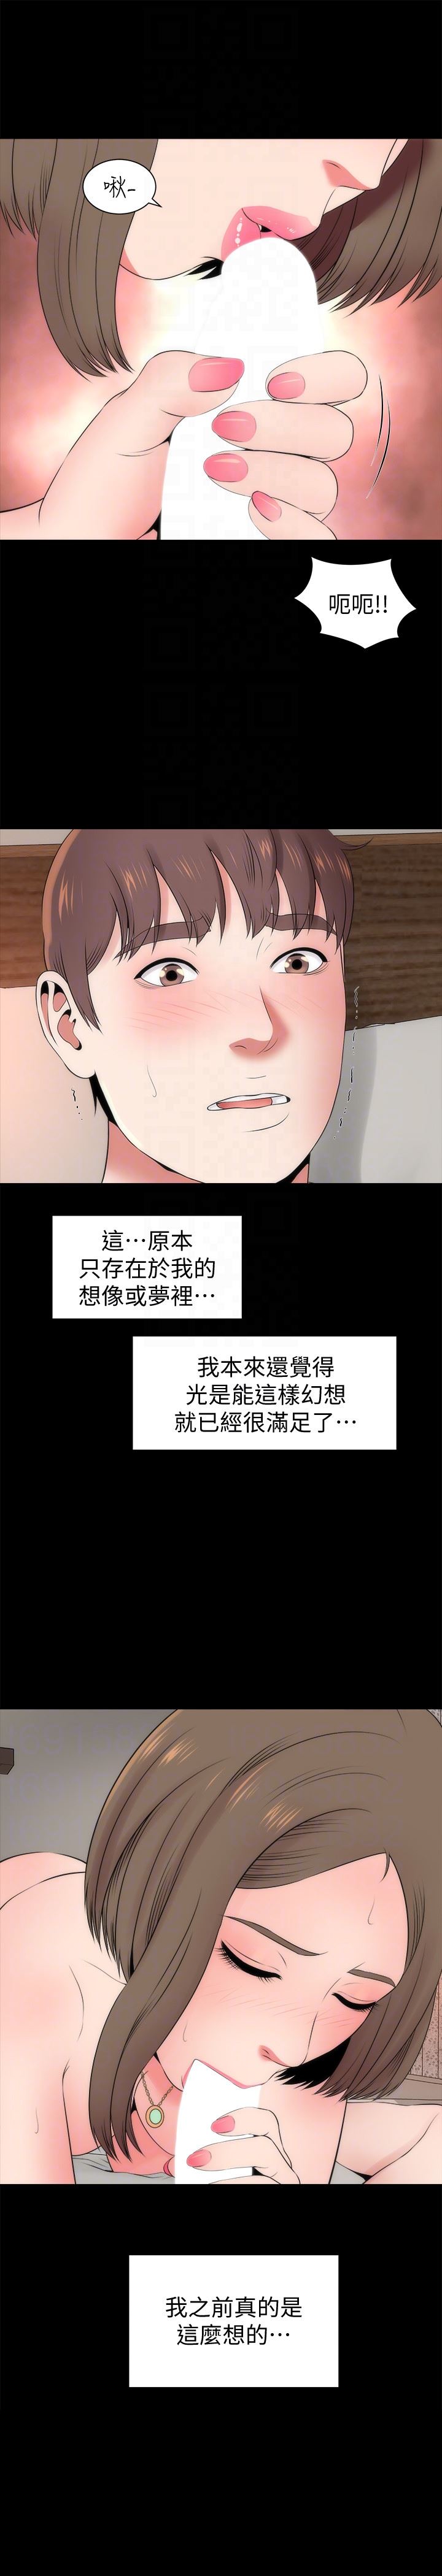 啾-
呃呃!!
這⋯原本
只存在於我的
想像或夢裡⋯
我本來還覺得
光是能這樣幻想
就已經很滿足了⋯
我之前真的是
這麼想的⋯